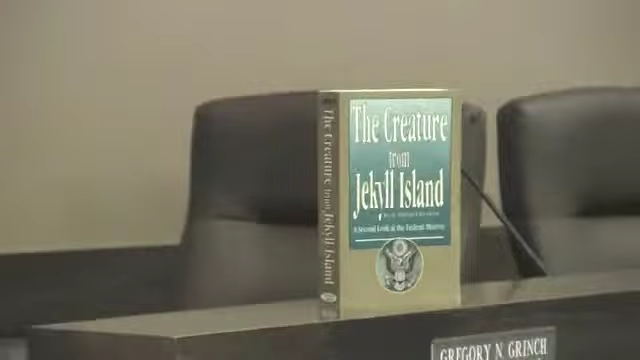 The Creature
from
Jekyll Island
A Second Look at the Federal Reserve
The Creature from Jekyll Island
GREGORY N GRINCH